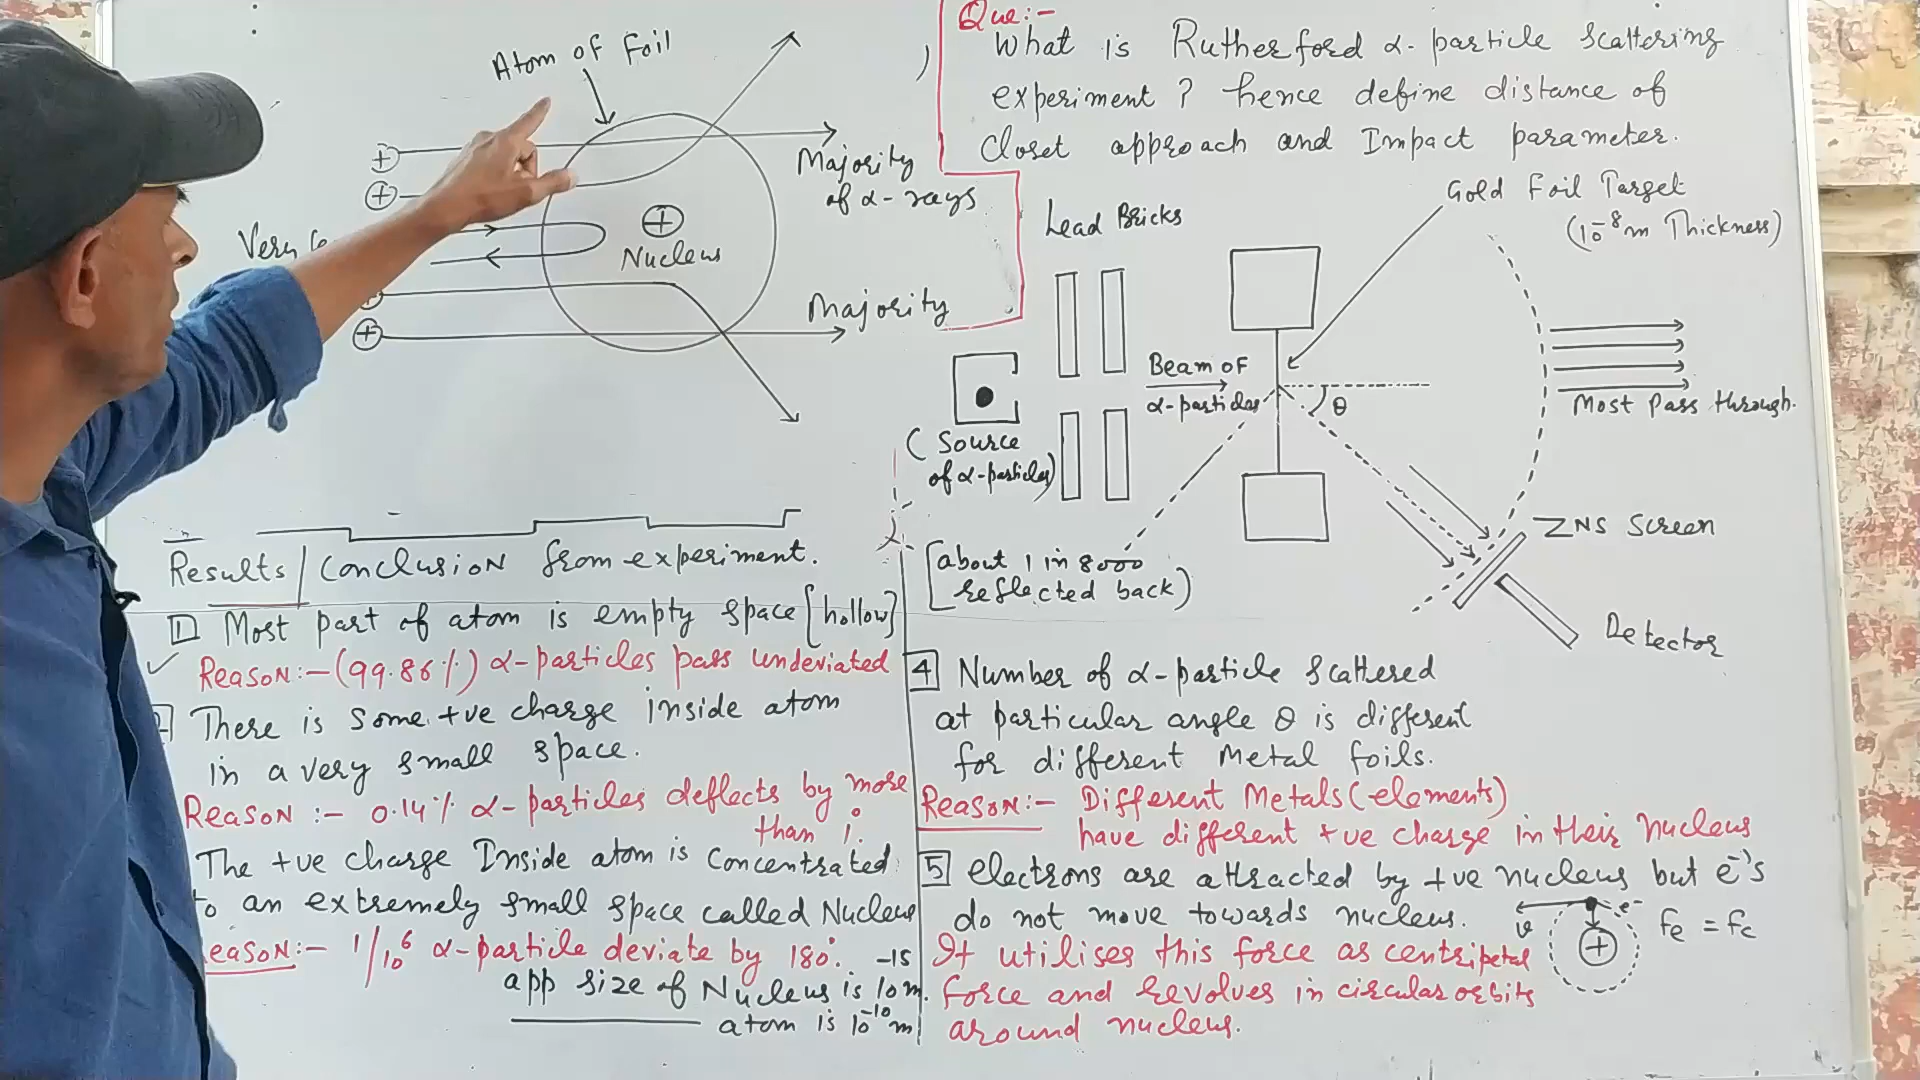 Atom of Foil
Majority
of α-rays
Very
Nucleus
Majority
Que:-
What is Rutherford α-particle scattering
experiment? hence define distance of
Closet approach and Impact parameter.
Gold Foil Target
(10⁻⁸m Thickness)
Lead Bricks
Beam of
α-particles
θ
Most Pass through.
(Source
of α-particles)
ZNS Screen
[about 1 in 8000
reflected back)
Detector
Results/Conclusion from experiment.
1 Most part of atom is empty space [hollow]
Reason:-(99.86%) α-particles pass undeviated
There is some +ve charge inside atom
in a very small space.
Reason:- 0.14% α-particles deflects by more
than 1°.
The +ve charge Inside atom is concentrated
to an extremely small space called Nucleus
Reason:- 1/10⁶ α-particle deviate by 180°.
app size of Nucleus is 10⁻¹⁵m.
atom is 10⁻¹⁰m
4 Number of α-particle scattered
at particular angle θ is different
for different Metal foils.
Reason:- Different Metals(elements)
have different +ve charge in their nucleus
5 electrons are attracted by +ve nucleus but e⁻'s
do not move towards nucleus.
It utilises this force as centripetal
force and revolves in circular orbits
around nucleus.
v e⁻
fe = fc